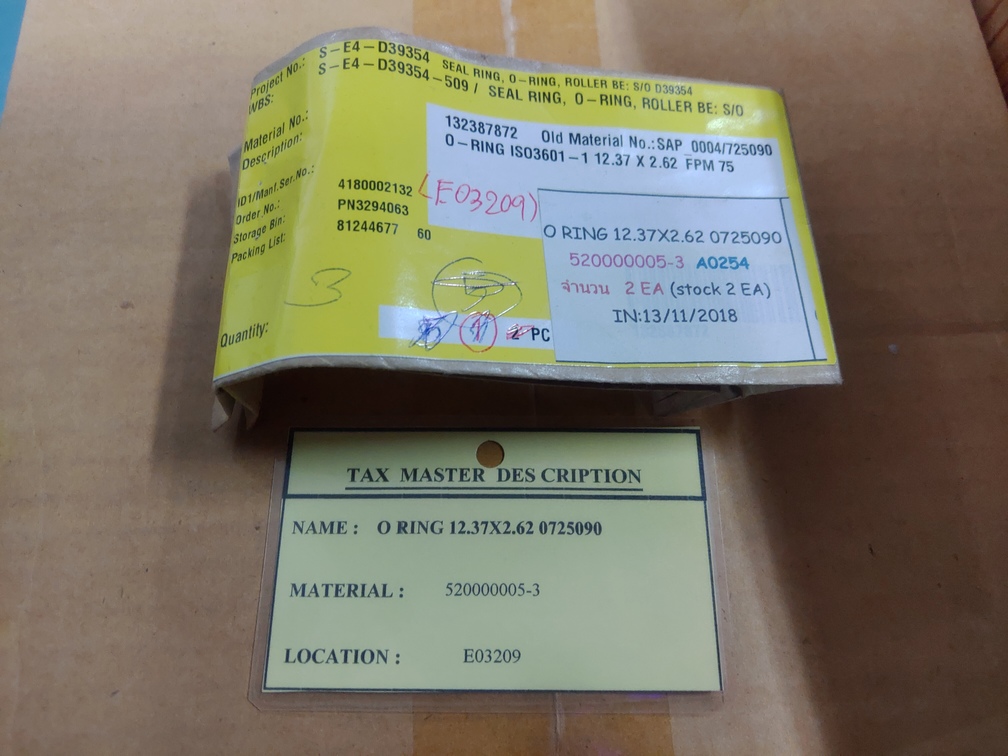 Project No.: S-E4-D39354 SEAL RING, O-RING, ROLLER BE: S/O D39354
WBS: S-E4-D39354-509 / SEAL RING, O-RING, ROLLER BE: S/O
Material No.: 132387872 Old Material No.:SAP_0004/725090
Description: O-RING ISO3601-1 12.37 X 2.62 FPM 75
ID1/Manf.Ser.No.:
(E03209)
Order No.: 4180002132
Storage Bin: PN3294063
Packing List: 81244677 60
O RING 12.37X2.62 0725090
520000005-3 A0254
จำนวน 2 EA (stock 2 EA)
IN:13/11/2018
3
5
Quantity: 1 2 PC
TAX MASTER DES CRIPTION
NAME : O RING 12.37X2.62 0725090
MATERIAL : 520000005-3
LOCATION : E03209